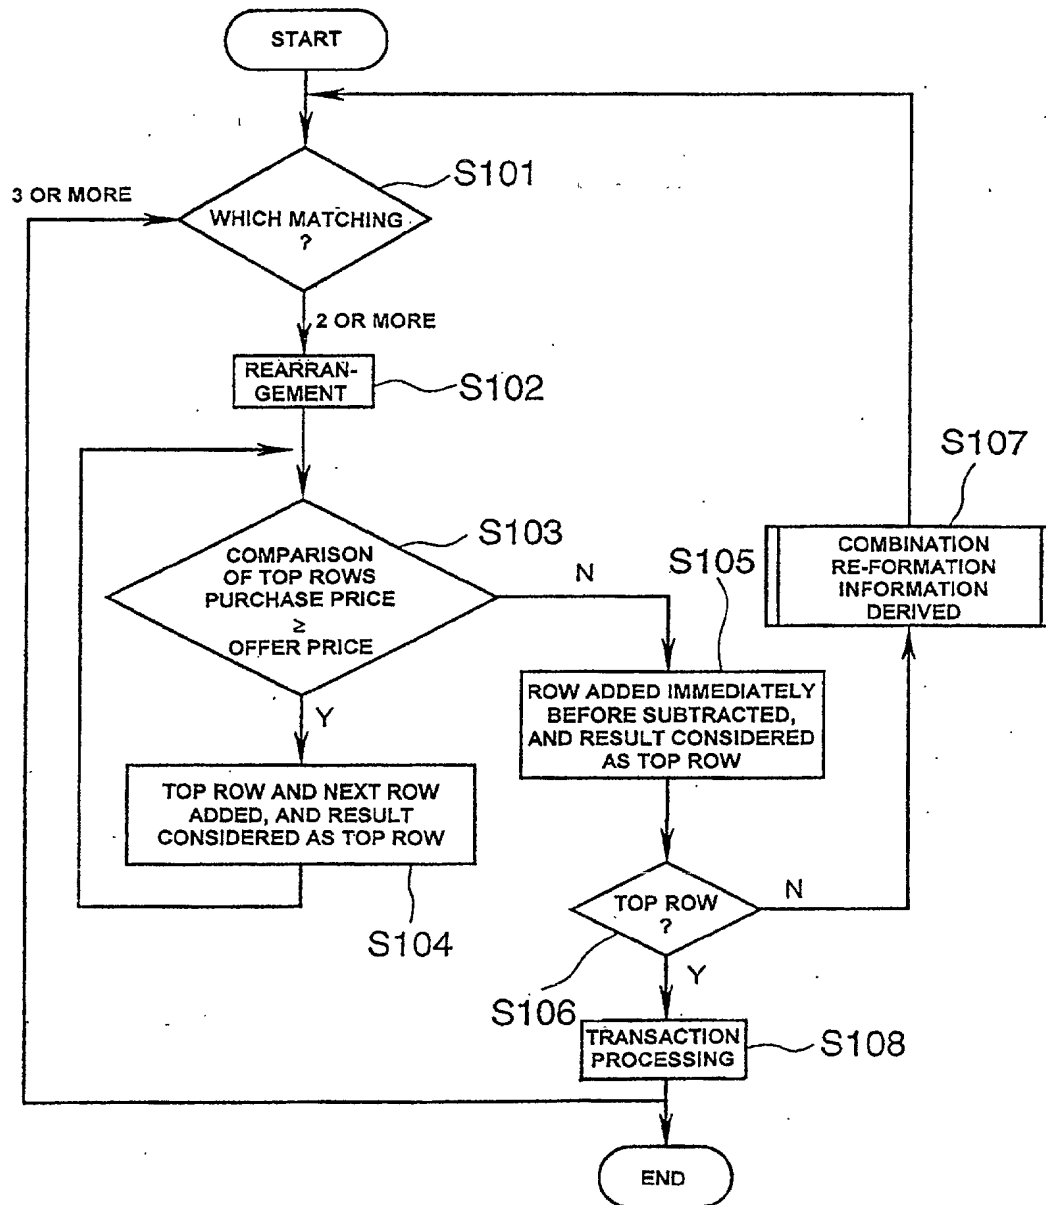 START
S101
3 OR MORE
WHICH MATCHING
?
2 OR MORE
REARRAN-
GEMENT
S102
S107
COMBINATION
RE-FORMATION
INFORMATION
DERIVED
S103
COMPARISON
OF TOP ROWS
PURCHASE PRICE
≥
OFFER PRICE
N
S105
ROW ADDED IMMEDIATELY
BEFORE SUBTRACTED,
AND RESULT CONSIDERED
AS TOP ROW
Y
TOP ROW AND NEXT ROW
ADDED, AND RESULT
CONSIDERED AS TOP ROW
S104
TOP ROW
?
N
S106
Y
TRANSACTION
PROCESSING
S108
END